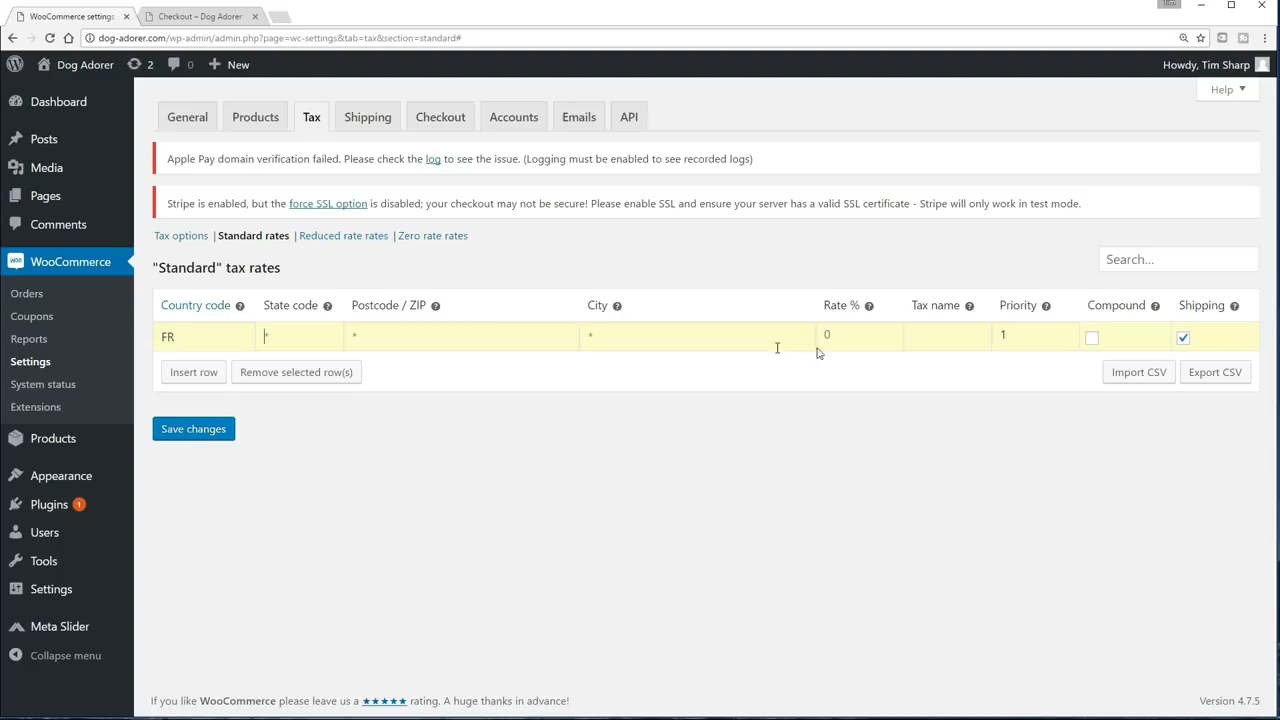 WooCommerce settings
Checkout – Dog Adorer
Tim
dog-adorer.com/wp-admin/admin.php?page=wc-settings&tab=tax&section=standard#
Dog Adorer
2
0
New
Howdy, Tim Sharp
Dashboard
Posts
Media
Pages
Comments
WooCommerce
Orders
Coupons
Reports
Settings
System status
Extensions
Products
Appearance
Plugins 1
Users
Tools
Settings
Meta Slider
Collapse menu
Help
General Products Tax Shipping Checkout Accounts Emails API
Apple Pay domain verification failed. Please check the log to see the issue. (Logging must be enabled to see recorded logs)
Stripe is enabled, but the force SSL option is disabled; your checkout may not be secure! Please enable SSL and ensure your server has a valid SSL certificate - Stripe will only work in test mode.
Tax options | Standard rates | Reduced rate rates | Zero rate rates
"Standard" tax rates
Search...
Country code ? State code ? Postcode / ZIP ? City ? Rate % ? Tax name ? Priority ? Compound ? Shipping ?
FR * * * 0 1
Insert row Remove selected row(s) Import CSV Export CSV
Save changes
If you like WooCommerce please leave us a ★★★★★ rating. A huge thanks in advance!
Version 4.7.5